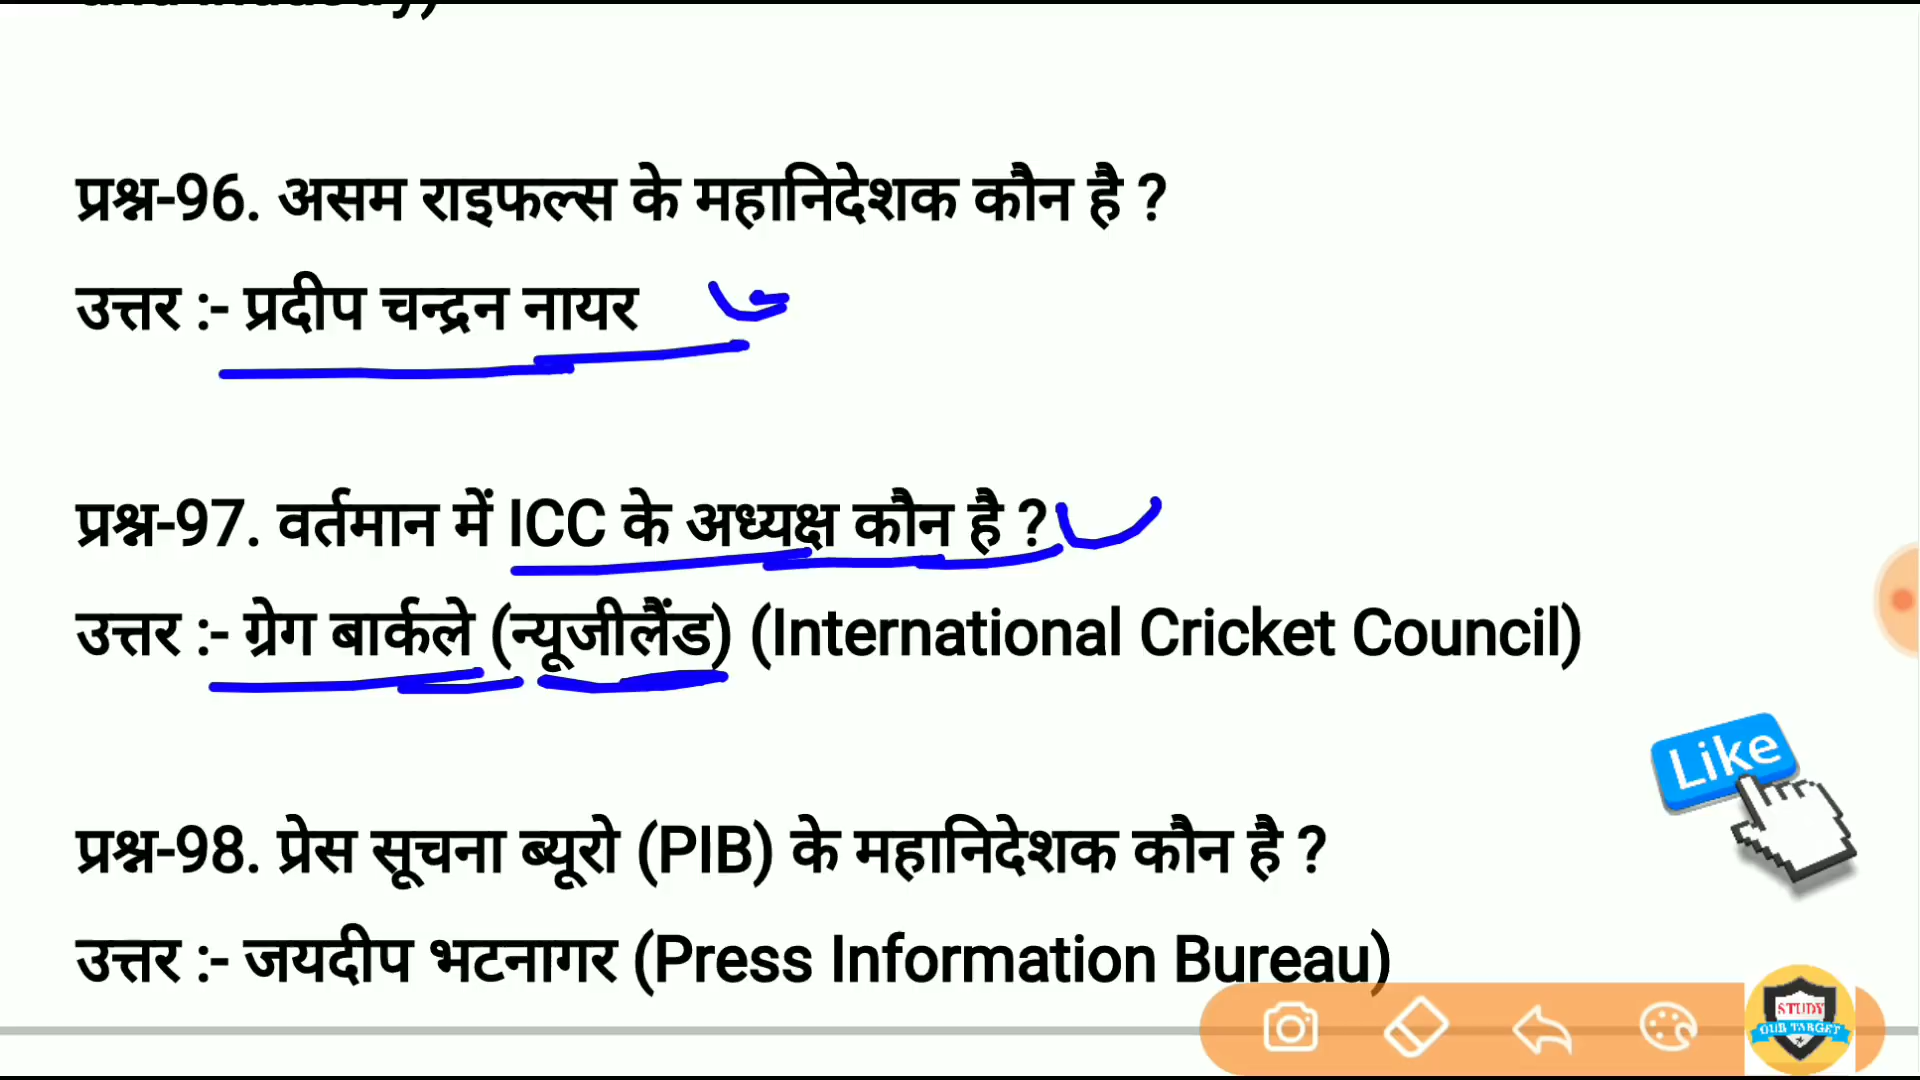 प्रश्न-96. असम राइफल्स के महानिदेशक कौन है ?
उत्तर :- प्रदीप चन्द्रन नायर
प्रश्न-97. वर्तमान में ICC के अध्यक्ष कौन है ?
उत्तर :- ग्रेग बार्कले (न्यूजीलैंड) (International Cricket Council)
Like
प्रश्न-98. प्रेस सूचना ब्यूरो (PIB) के महानिदेशक कौन है ?
उत्तर :- जयदीप भटनागर (Press Information Bureau)
STUDY
OUR TARGET